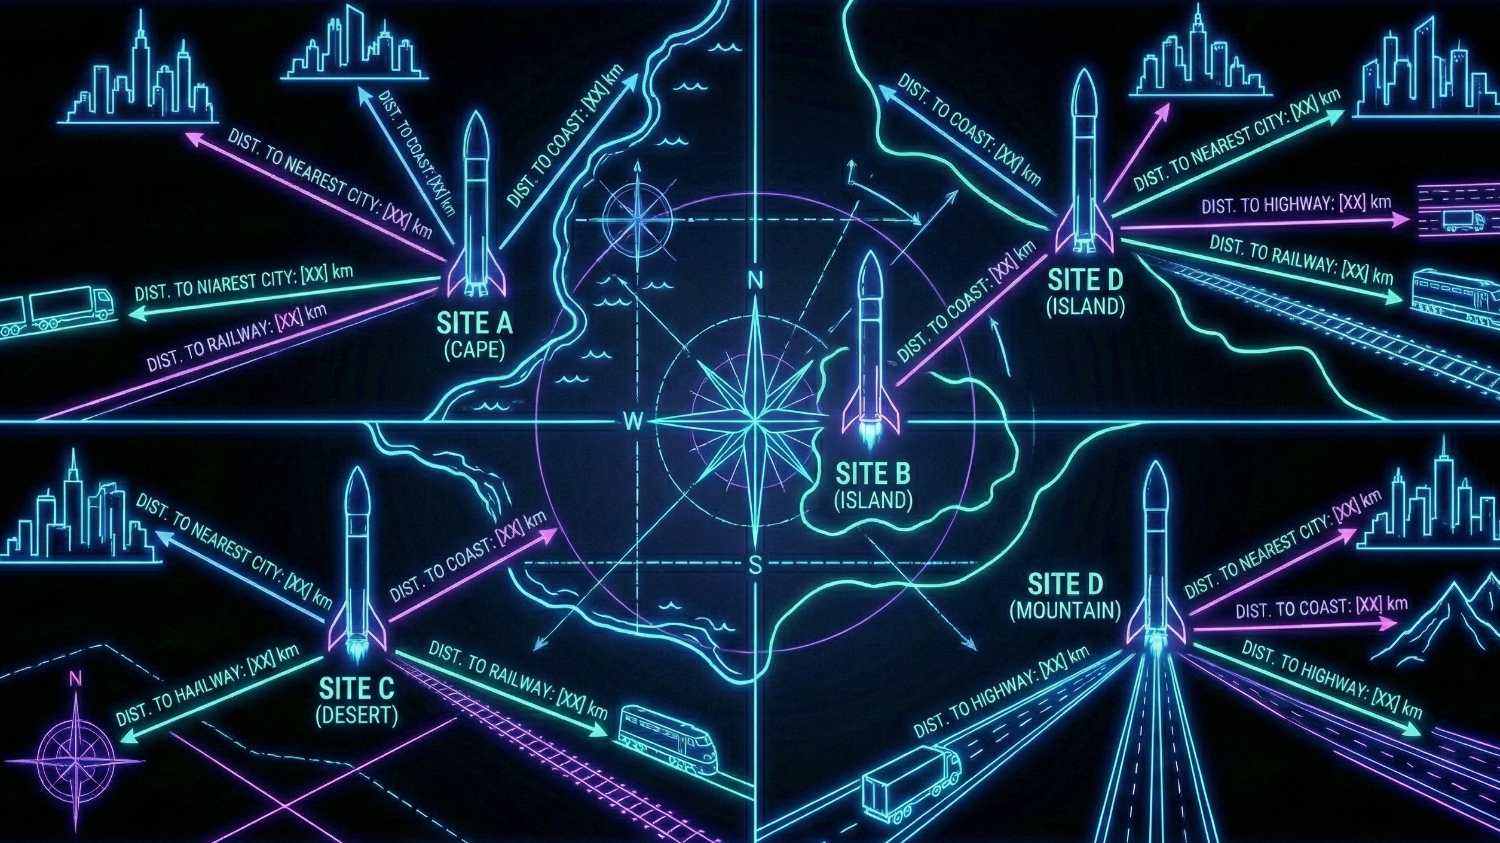 DIST. TO NEAREST CITY: [XX] km
DIST. TO COAST: [XX] km
DIST. TO COAST: [XX] km
DIST. TO NIAREST CITY: [XX] km
DIST. TO RAILWAY: [XX] km
SITE A
(CAPE)
DIST. TO COAST: [XX] km
DIST. TO NEAREST CITY: [XX] km
DIST. TO HIGHWAY: [XX] km
DIST. TO RAILWAY: [XX] km
SITE D
(ISLAND)
DIST. TO COAST: [XX] km
N
W
S
SITE B
(ISLAND)
DIST. TO NEAREST CITY: [XX] km
DIST. TO COAST: [XX] km
DIST. TO HAILWAY: [XX] km
DIST. TO RAILWAY: [XX] km
SITE C
(DESERT)
N
SITE D
(MOUNTAIN)
DIST. TO NEAREST CITY: [XX] km
DIST. TO COAST: [XX] km
DIST. TO HIGHWAY: [XX] km
DIST. TO HIGHWAY: [XX] km